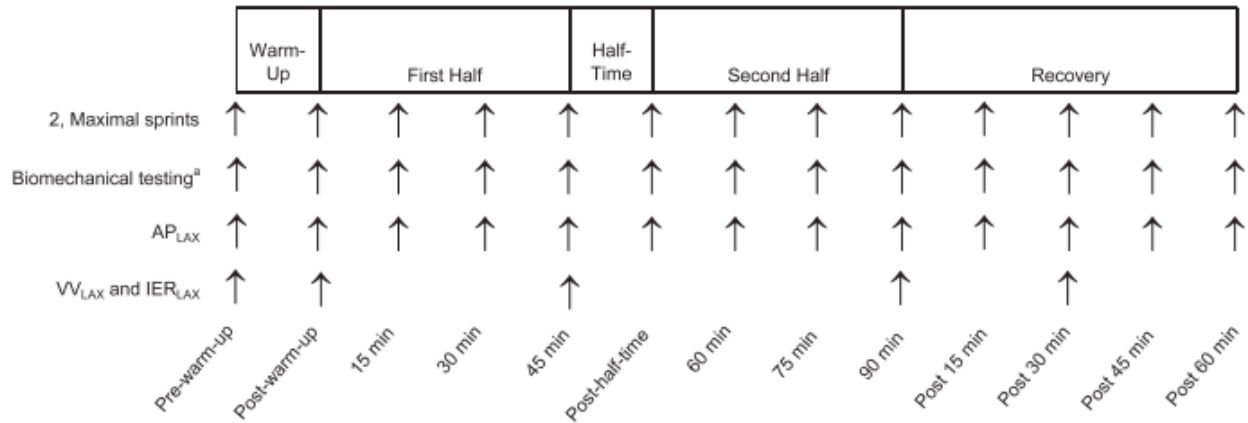 Warm-
Up
First Half
Half-
Time
Second Half
Recovery
2, Maximal sprints
Biomechanical testingᵃ
AP_LAX
VV_LAX and IER_LAX
Pre-warm-up
Post-warm-up
15 min
30 min
45 min
Post-half-time
60 min
75 min
90 min
Post 15 min
Post 30 min
Post 45 min
Post 60 min